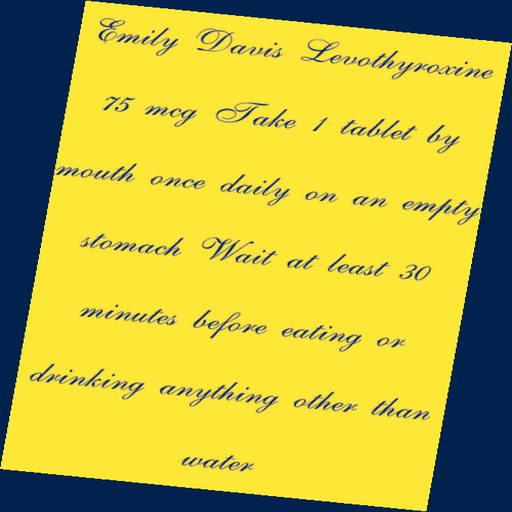 Emily Davis Levothyroxine
75 mcg Take 1 tablet by
mouth once daily on an empty
stomach Wait at least 30
minutes before eating or
drinking anything other than
water